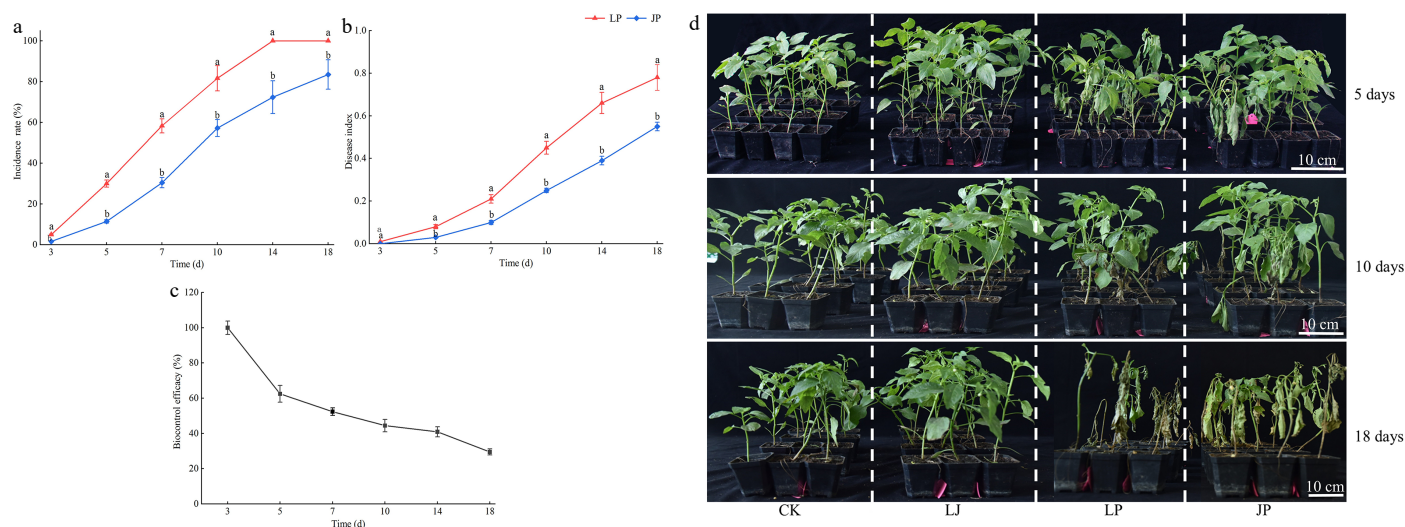 a
Incidence rate (%)
100
80
60
40
20
0
3 5 7 10 14 18
Time (d)
a a a a a a
b b b b b b
LP JP
b
Disease index
1.0
0.8
0.6
0.4
0.2
0.0
3 5 7 10 14 18
Time (d)
a a a a a a
a b b b b b
c
Biocontrol efficacy (%)
120
100
80
60
40
20
0
3 5 7 10 14 18
Time (d)
d
5 days
10 cm
10 days
10 cm
18 days
10 cm
CK LJ LP JP